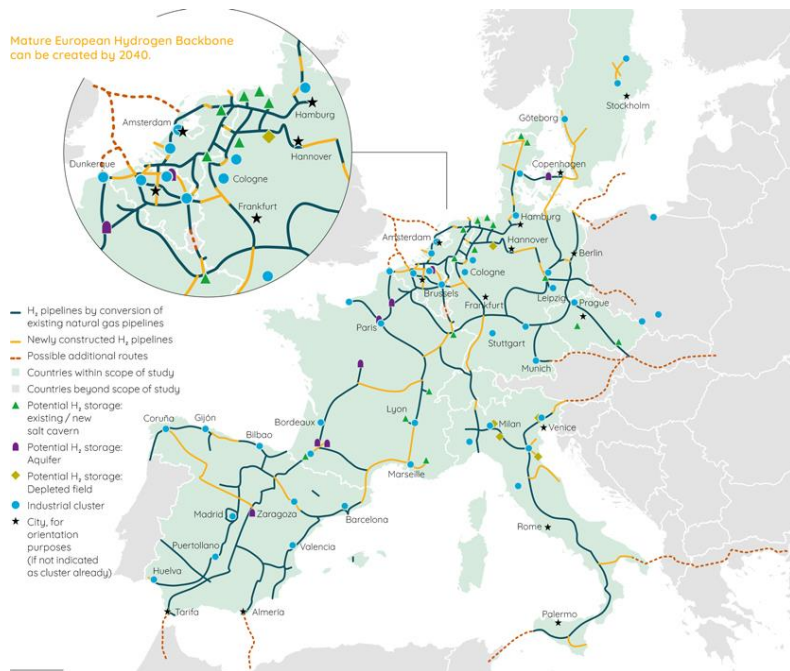 Mature European Hydrogen Backbone
can be created by 2040.
Amsterdam
Hamburg
Hannover
Dunkerque
Cologne
Frankfurt
Stockholm
Göteborg
Copenhagen
Hamburg
Amsterdam
Hannover
Berlin
Cologne
Brussels
Leipzig
Frankfurt
Prague
Paris
Stuttgart
Munich
H₂ pipelines by conversion of
existing natural gas pipelines
Newly constructed H₂ pipelines
Possible additional routes
Countries within scope of study
Countries beyond scope of study
Potential H₂ storage:
existing / new
salt cavern
Potential H₂ storage:
Aquifer
Potential H₂ storage:
Depleted field
Industrial cluster
City, for
orientation
purposes
(if not indicated
as cluster already)
Lyon
Milan
Venice
Coruña
Gijón
Bilbao
Bordeaux
Marseille
Madrid
Zaragoza
Barcelona
Puertollano
Valencia
Rome
Huelva
Tarifa
Almería
Palermo